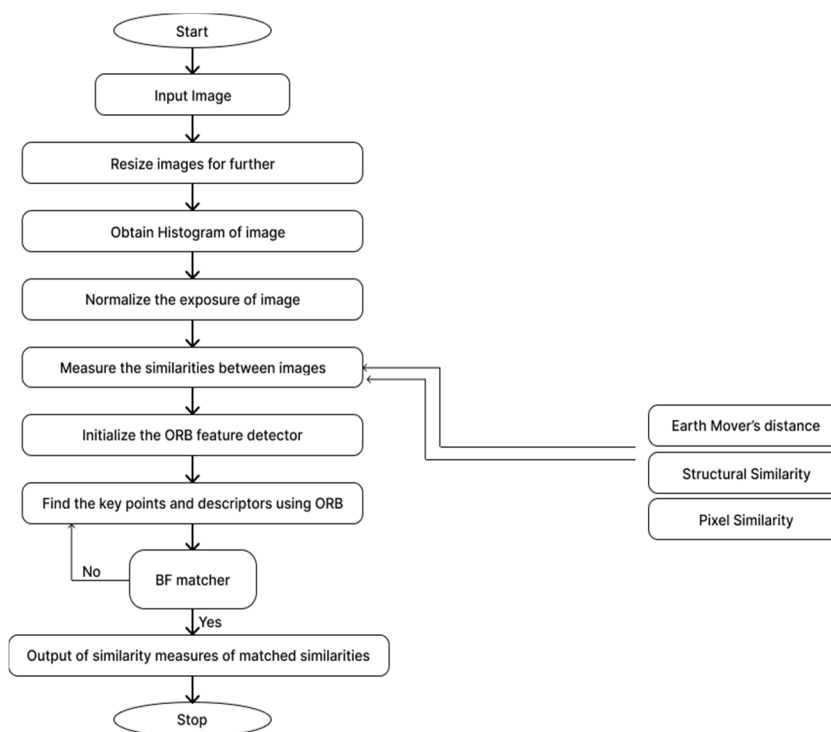 Start
Input Image
Resize images for further
Obtain Histogram of image
Normalize the exposure of image
Measure the similarities between images
Initialize the ORB feature detector
Find the key points and descriptors using ORB
No
BF matcher
Yes
Output of similarity measures of matched similarities
Stop
Earth Mover's distance
Structural Similarity
Pixel Similarity